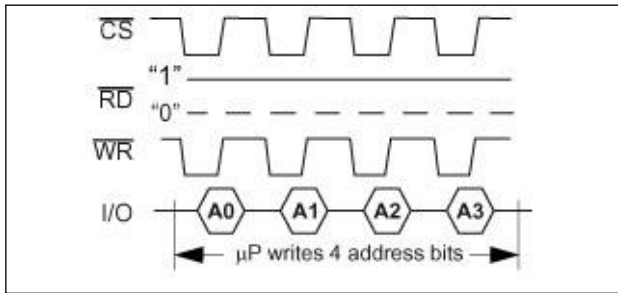 CS
“1”
RD
“0”
WR
I/O A0 A1 A2 A3
µP writes 4 address bits